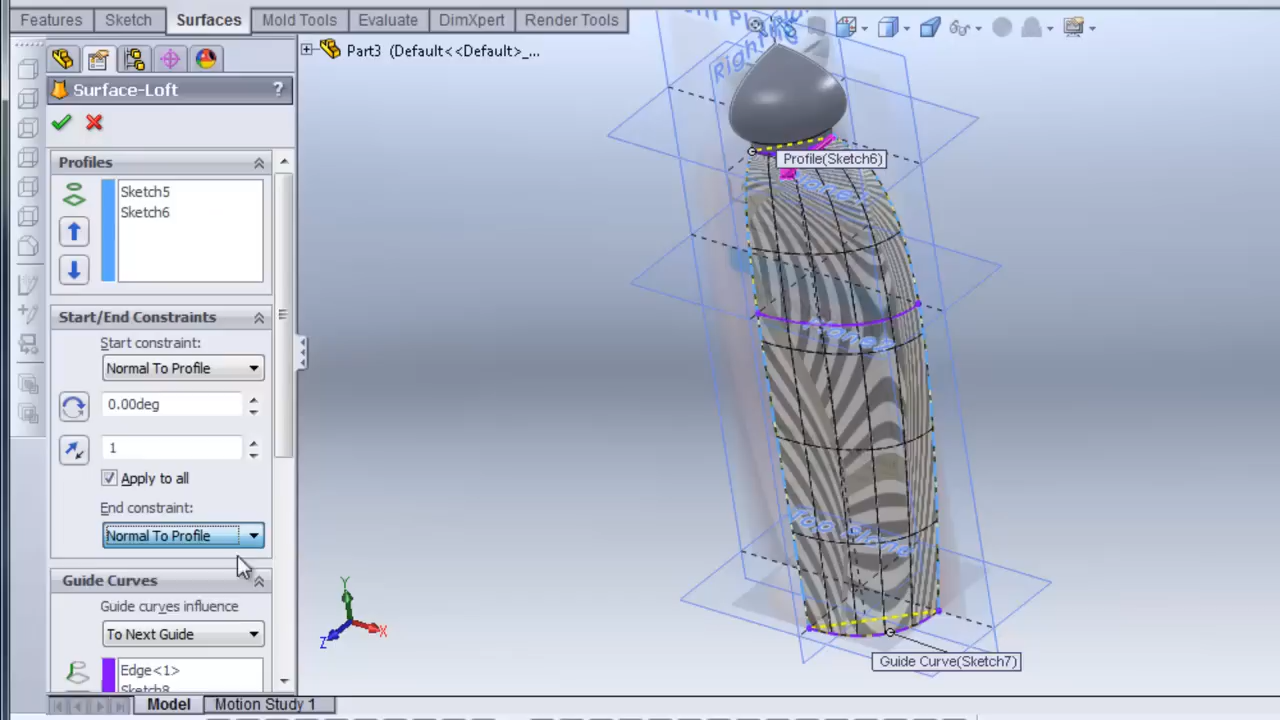 Features Sketch Surfaces Mold Tools Evaluate DimXpert Render Tools
Part3 (Default<<Default>_...
Surface-Loft ?
Profiles
Sketch5
Sketch6
Start/End Constraints
Start constraint:
Normal To Profile
0.00deg
1
Apply to all
End constraint:
Normal To Profile
Guide Curves
Guide curves influence
To Next Guide
Edge<1>
Sketch8
Profile(Sketch6)
Guide Curve(Sketch7)
Y
X
Z
Model Motion Study 1